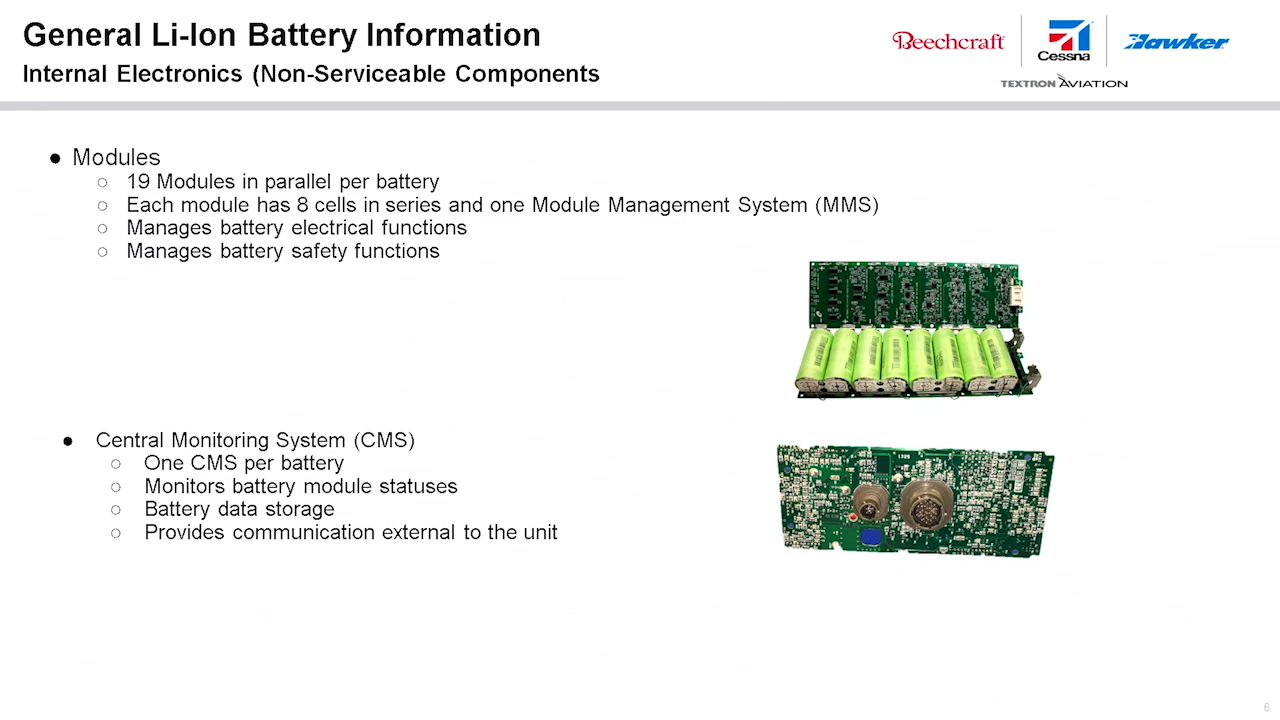 General Li-Ion Battery Information
Internal Electronics (Non-Serviceable Components
Beechcraft
Cessna
Hawker
TEXTRON AVIATION
● Modules
○ 19 Modules in parallel per battery
○ Each module has 8 cells in series and one Module Management System (MMS)
○ Manages battery electrical functions
○ Manages battery safety functions
● Central Monitoring System (CMS)
○ One CMS per battery
○ Monitors battery module statuses
○ Battery data storage
○ Provides communication external to the unit
6